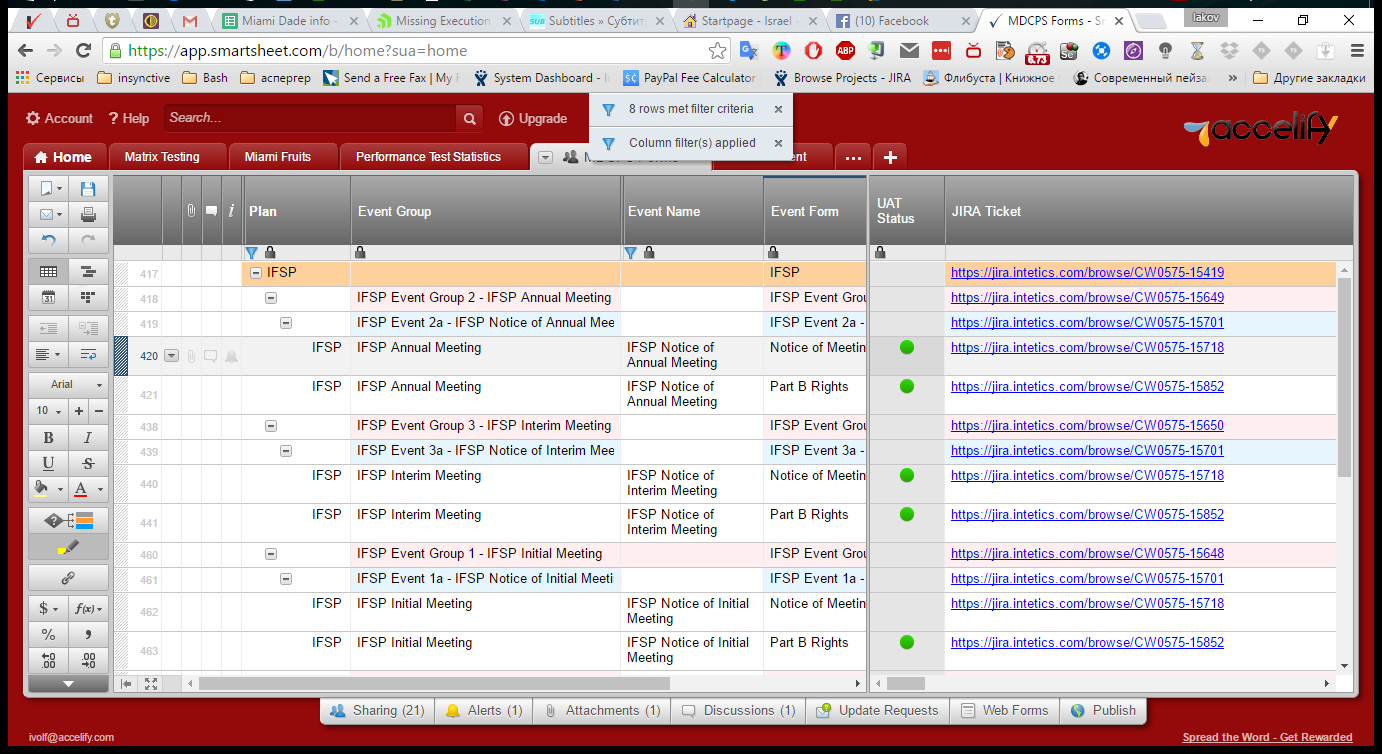 Miami Dade info -
Missing Execution
Subtitles » Субтит
Startpage - Israel -
(10) Facebook
MDCPS Forms - Sm
Iakov
https://app.smartsheet.com/b/home?sua=home
ABP
6.73
Сервисы
insynctive
Bash
аспергер
Send a Free Fax | My F
System Dashboard - I
PayPal Fee Calculator
Browse Projects - JIRA
Флибуста | Книжное
Современный пейза
»
Другие закладки
Account
? Help
Search...
Upgrade
8 rows met filter criteria
Column filter(s) applied
accelify
Home
Matrix Testing
Miami Fruits
Performance Test Statistics
...
+
Plan
Event Group
Event Name
Event Form
UAT Status
JIRA Ticket
417 IFSP IFSP https://jira.intetics.com/browse/CW0575-15419
418 IFSP Event Group 2 - IFSP Annual Meeting IFSP Event Grou https://jira.intetics.com/browse/CW0575-15649
419 IFSP Event 2a - IFSP Notice of Annual Mee IFSP Event 2a - https://jira.intetics.com/browse/CW0575-15701
420 IFSP IFSP Annual Meeting IFSP Notice of Notice of Meetin https://jira.intetics.com/browse/CW0575-15718
Annual Meeting
421 IFSP IFSP Annual Meeting IFSP Notice of Part B Rights https://jira.intetics.com/browse/CW0575-15852
Annual Meeting
438 IFSP Event Group 3 - IFSP Interim Meeting IFSP Event Grou https://jira.intetics.com/browse/CW0575-15650
439 IFSP Event 3a - IFSP Notice of Interim Mee IFSP Event 3a - https://jira.intetics.com/browse/CW0575-15701
440 IFSP IFSP Interim Meeting IFSP Notice of Notice of Meetin https://jira.intetics.com/browse/CW0575-15718
Interim Meeting
441 IFSP IFSP Interim Meeting IFSP Notice of Part B Rights https://jira.intetics.com/browse/CW0575-15852
Interim Meeting
460 IFSP Event Group 1 - IFSP Initial Meeting IFSP Event Grou https://jira.intetics.com/browse/CW0575-15648
461 IFSP Event 1a - IFSP Notice of Initial Meeti IFSP Event 1a - https://jira.intetics.com/browse/CW0575-15701
462 IFSP IFSP Initial Meeting IFSP Notice of Initial Notice of Meetin https://jira.intetics.com/browse/CW0575-15718
Meeting
463 IFSP IFSP Initial Meeting IFSP Notice of Initial Part B Rights https://jira.intetics.com/browse/CW0575-15852
Meeting
31
Arial
10 + −
B I
U S
A
$ f(x)
% ,
.0 .00
.00 .0
Sharing (21)
Alerts (1)
Attachments (1)
Discussions (1)
Update Requests
Web Forms
Publish
ivolf@accelify.com
Spread the Word - Get Rewarded